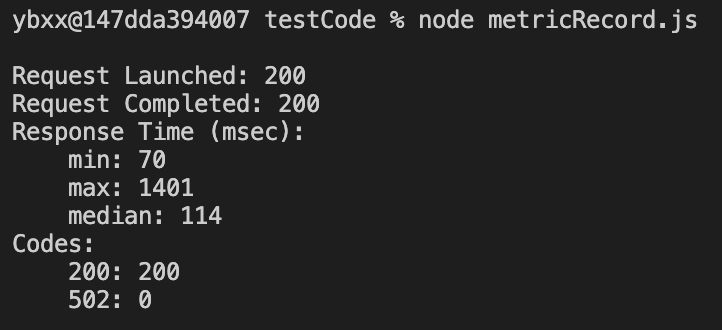 ybxx@147dda394007 testCode % node metricRecord.js
Request Launched: 200
Request Completed: 200
Response Time (msec):
min: 70
max: 1401
median: 114
Codes:
200: 200
502: 0